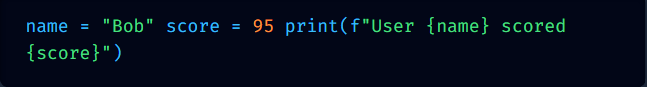 name = "Bob" score = 95 print(f"User {name} scored
{score}")